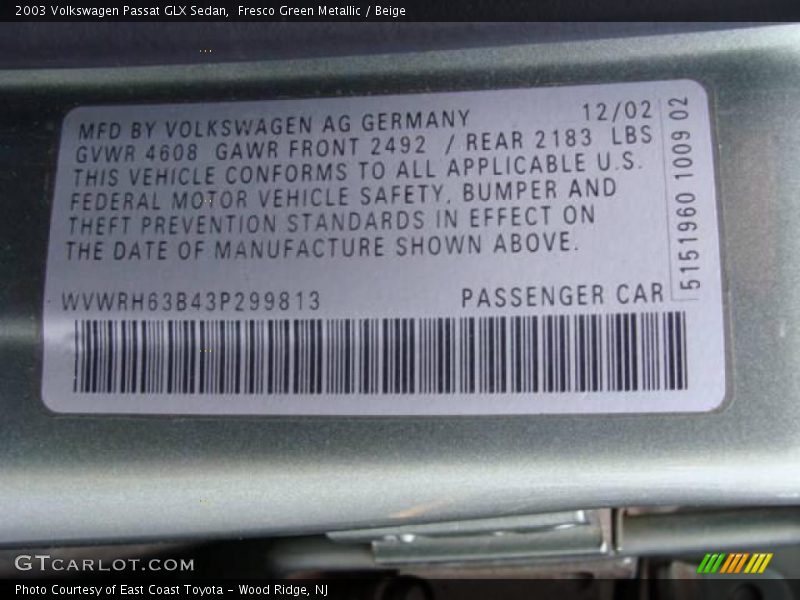 2003 Volkswagen Passat GLX Sedan,  Fresco Green Metallic / Beige
12/02
MFD BY VOLKSWAGEN AG GERMANY
GVWR 4608 GAWR FRONT 2492 / REAR 2183 LBS
THIS VEHICLE CONFORMS TO ALL APPLICABLE U.S.
FEDERAL MOTOR VEHICLE SAFETY, BUMPER AND
THEFT PREVENTION STANDARDS IN EFFECT ON
THE DATE OF MANUFACTURE SHOWN ABOVE.
WVWRH63B43P299813 PASSENGER CAR
5151960 1009 02
GTCARLOT.COM
Photo Courtesy of East Coast Toyota - Wood Ridge, NJ